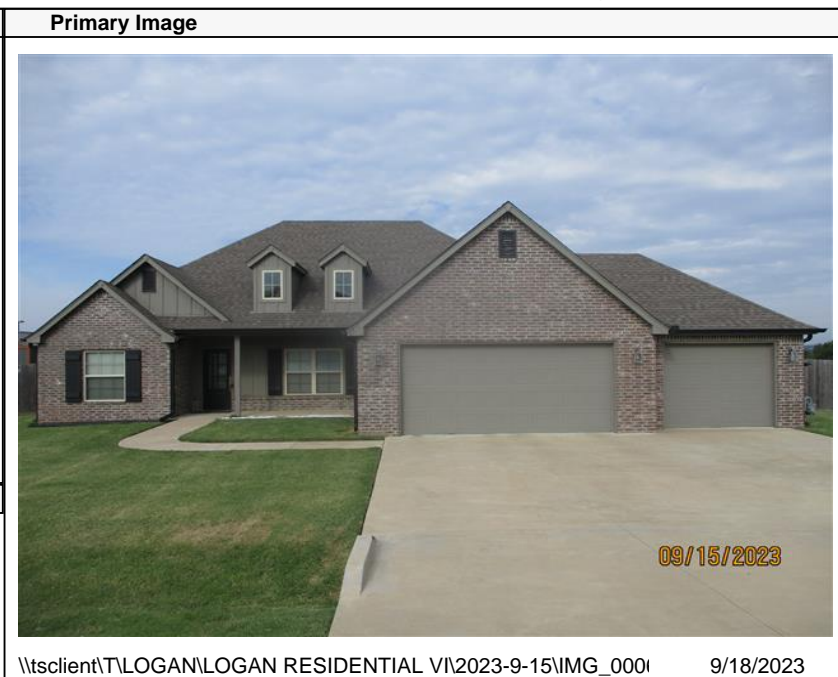 Primary Image
09/15/2023
\\tsclient\T\LOGAN\LOGAN RESIDENTIAL VI\2023-9-15\IMG_000 9/18/2023